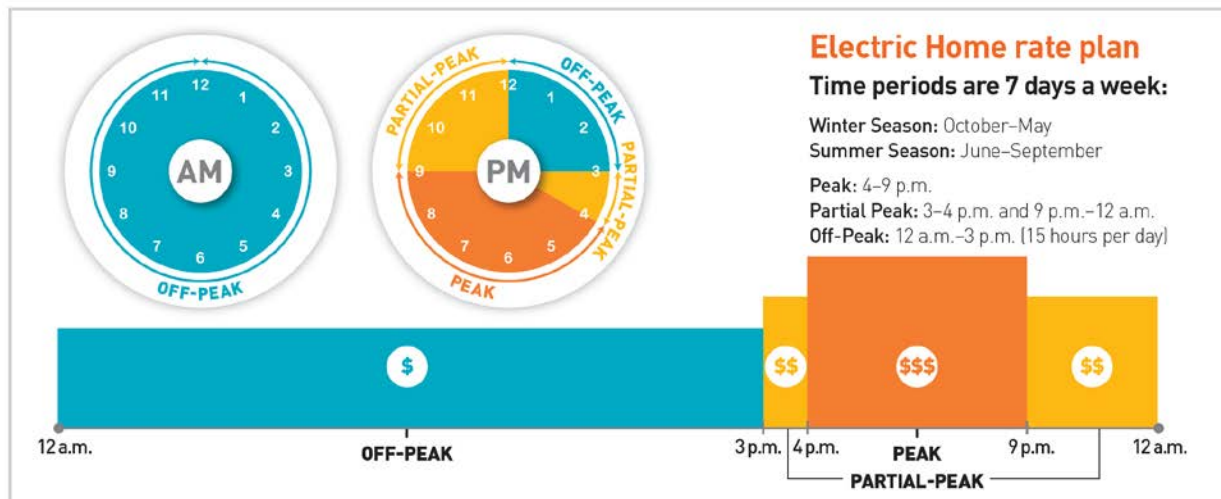 12
1
2
3
4
5
6
7
8
9
10
11
AM
OFF-PEAK
12
1
2
3
4
5
6
7
8
9
10
11
PM
PARTIAL-PEAK
OFF-PEAK
PARTIAL-PEAK
PEAK
Electric Home rate plan
Time periods are 7 days a week:
Winter Season: October–May
Summer Season: June–September
Peak: 4–9 p.m.
Partial Peak: 3–4 p.m. and 9 p.m.–12 a.m.
Off-Peak: 12 a.m.–3 p.m. (15 hours per day)
$
$$
$$$
$$
12 a.m.
OFF-PEAK
3 p.m.
4 p.m.
PEAK
9 p.m.
12 a.m.
PARTIAL-PEAK